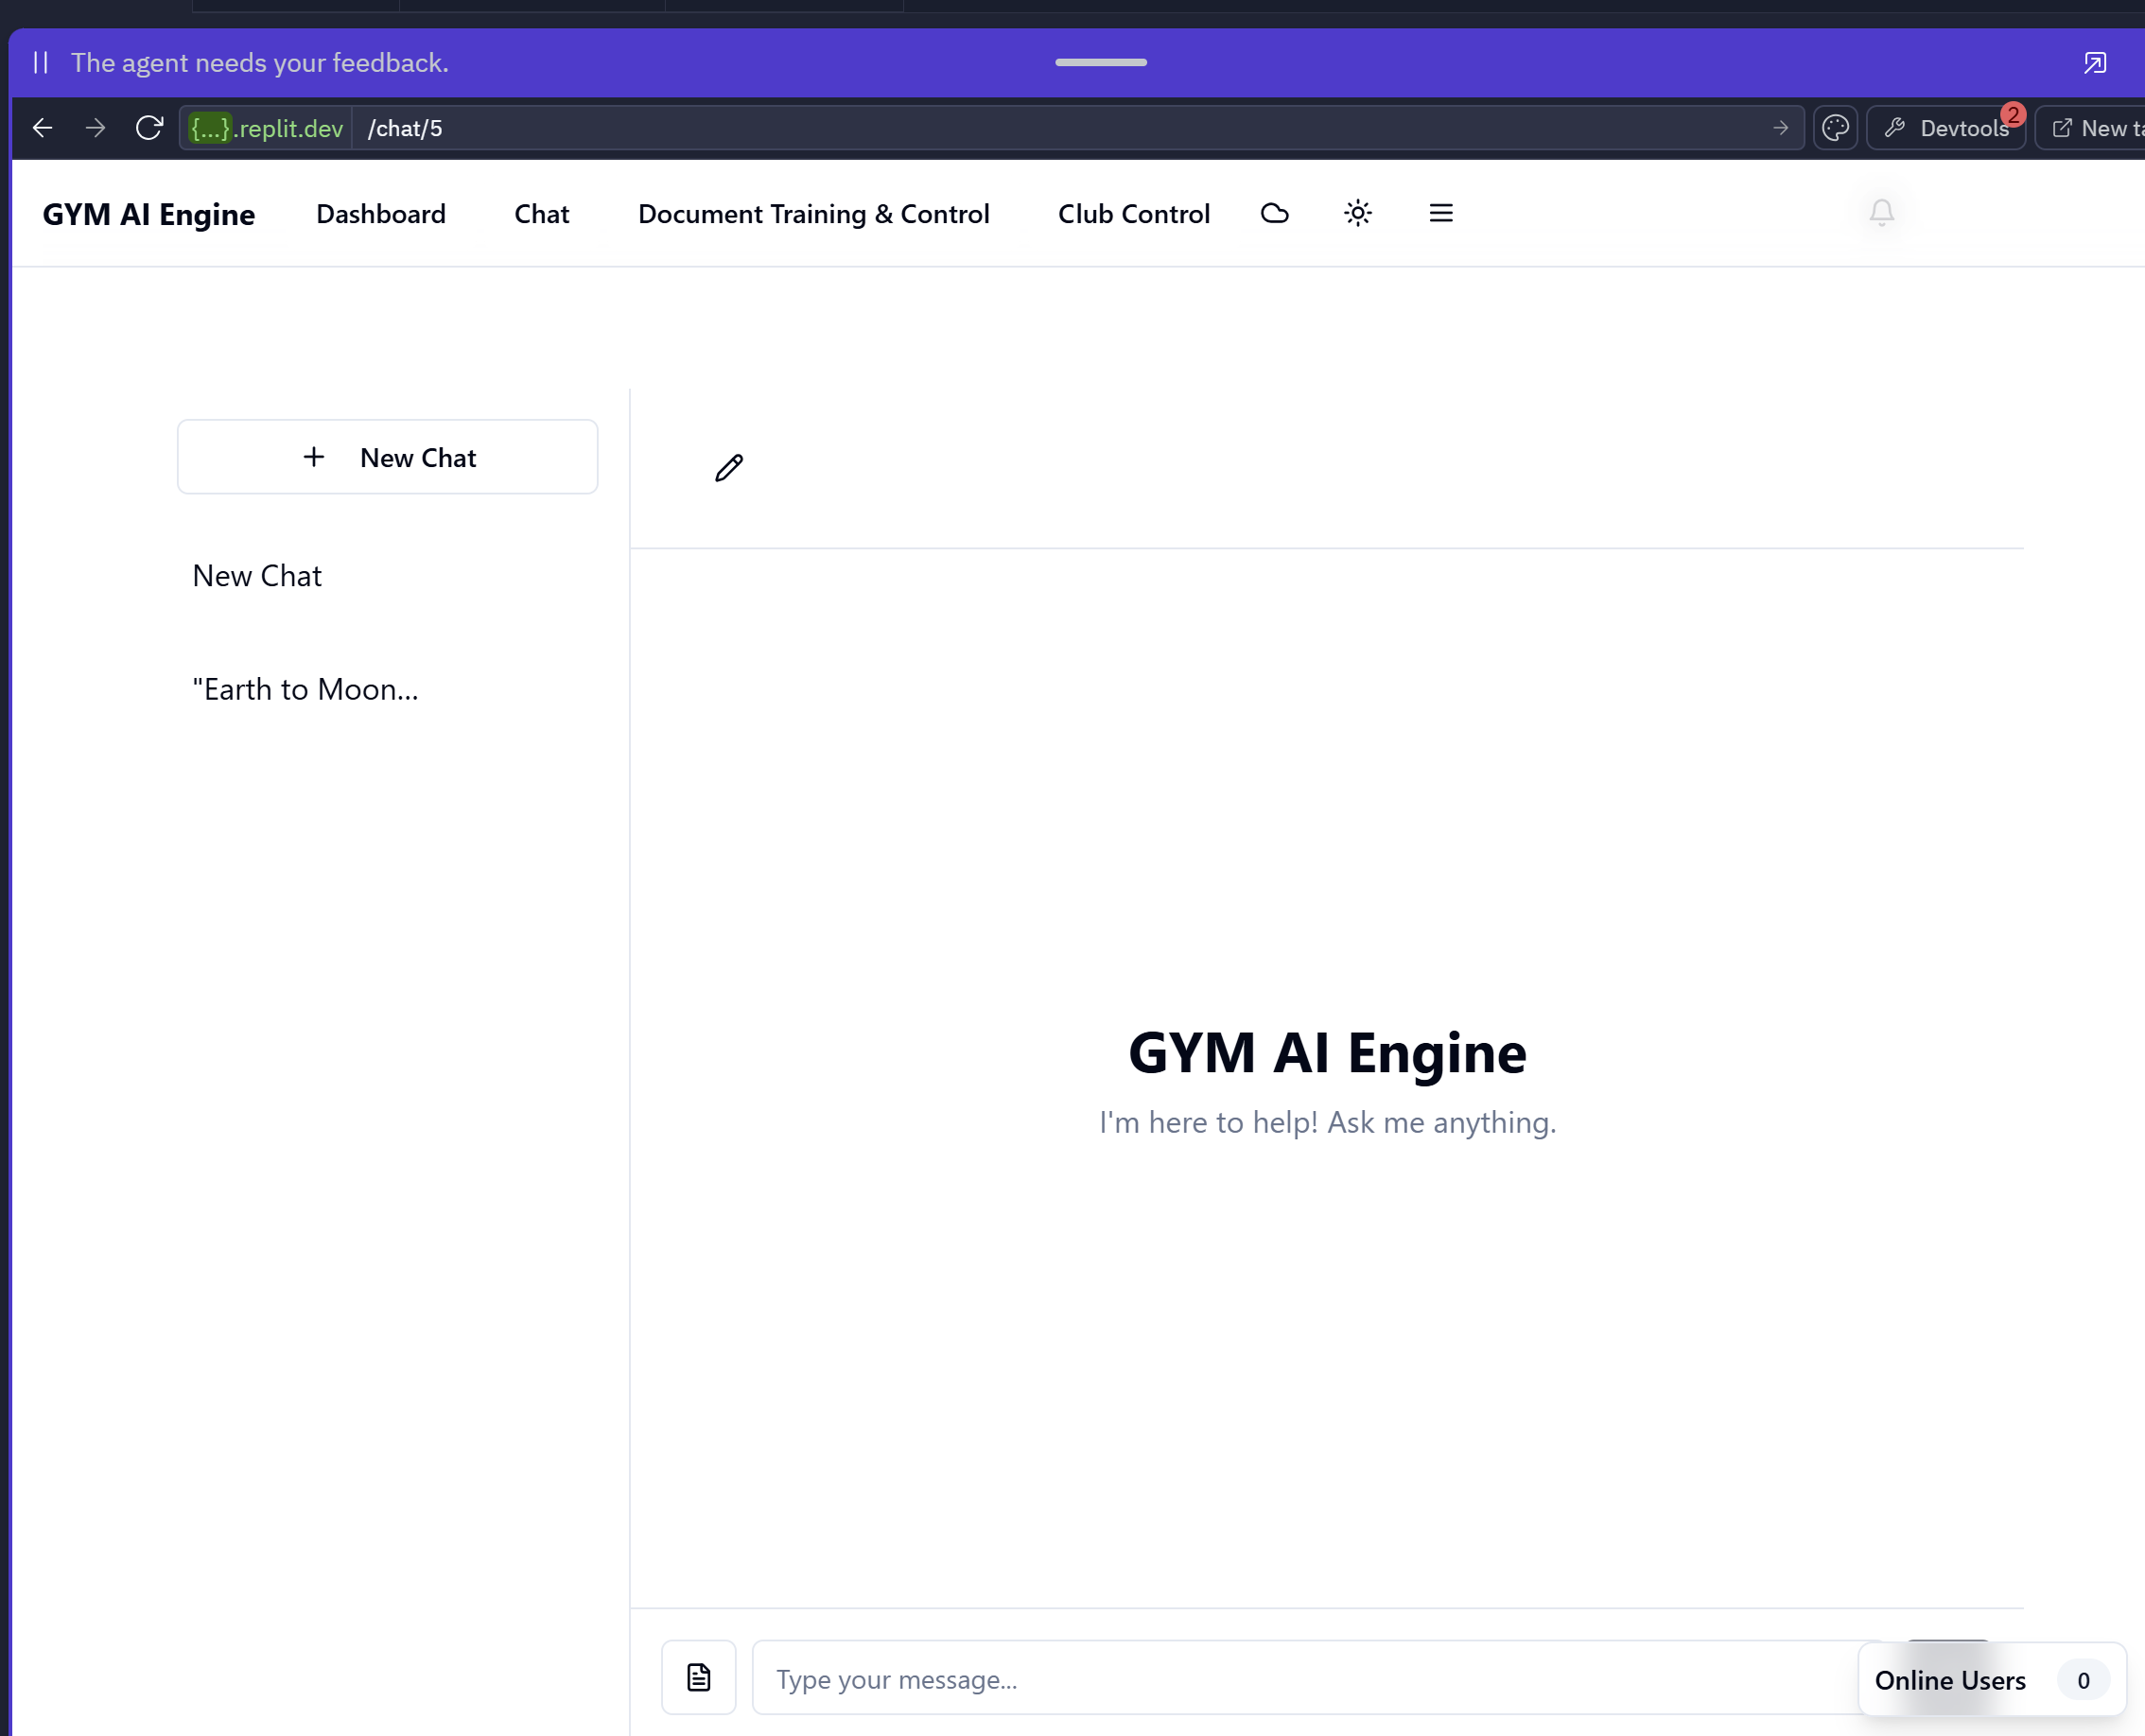 The agent needs your feedback.
{...}.replit.dev /chat/5
Devtools 2
New ta
GYM AI Engine
Dashboard
Chat
Document Training & Control
Club Control
New Chat
New Chat
"Earth to Moon...
GYM AI Engine
I'm here to help! Ask me anything.
Type your message...
Online Users 0